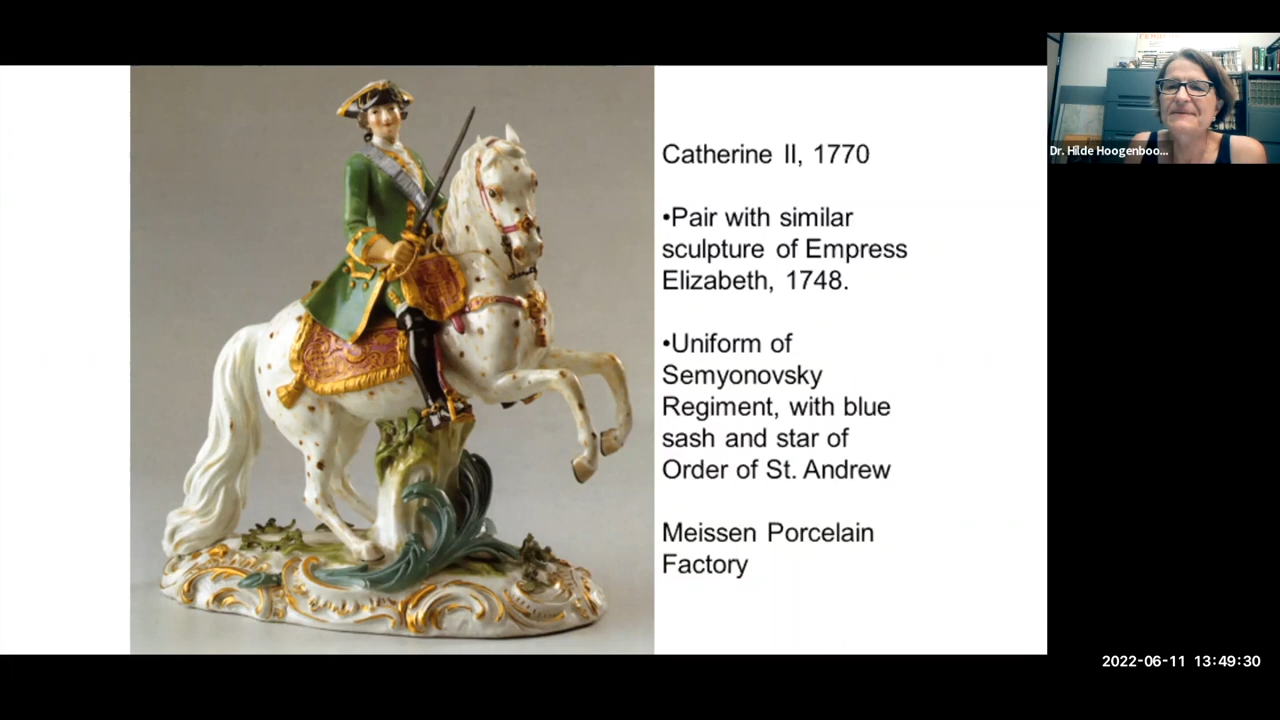 Catherine II, 1770
•Pair with similar
sculpture of Empress
Elizabeth, 1748.
•Uniform of
Semyonovsky
Regiment, with blue
sash and star of
Order of St. Andrew
Meissen Porcelain
Factory
Dr. Hilde Hoogenboo...
2022-06-11 13:49:30